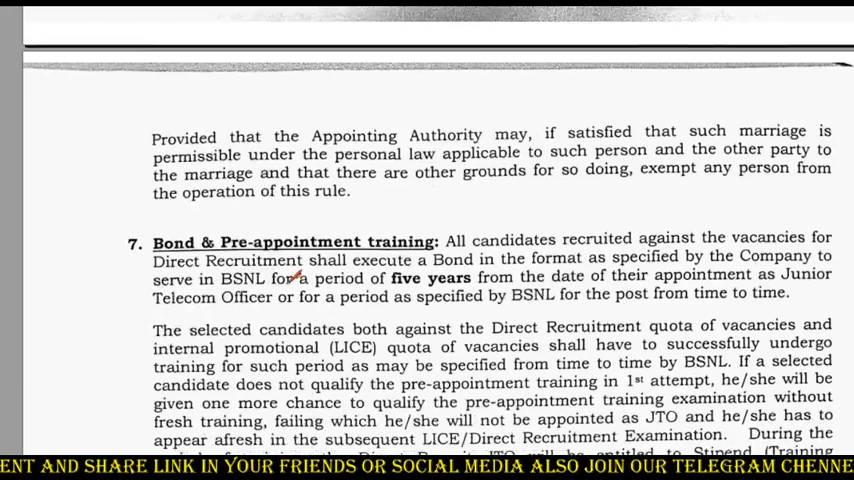 Provided that the Appointing Authority may, if satisfied that such marriage is
permissible under the personal law applicable to such person and the other party to
the marriage and that there are other grounds for so doing, exempt any person from
the operation of this rule.
7. Bond & Pre-appointment training: All candidates recruited against the vacancies for
Direct Recruitment shall execute a Bond in the format as specified by the Company to
serve in BSNL for a period of five years from the date of their appointment as Junior
Telecom Officer or for a period as specified by BSNL for the post from time to time.
The selected candidates both against the Direct Recruitment quota of vacancies and
internal promotional (LICE) quota of vacancies shall have to successfully undergo
training for such period as may be specified from time to time by BSNL. If a selected
candidate does not qualify the pre-appointment training in 1st attempt, he/she will be
given one more chance to qualify the pre-appointment training examination without
fresh training, failing which he/she will not be appointed as JTO and he/she has to
appear afresh in the subsequent LICE/Direct Recruitment Examination. During the
JTO will be entitled to Stipend (Training
ENT AND SHARE LINK IN YOUR FRIENDS OR SOCIAL MEDIA ALSO JOIN OUR TELEGRAM CHENNE